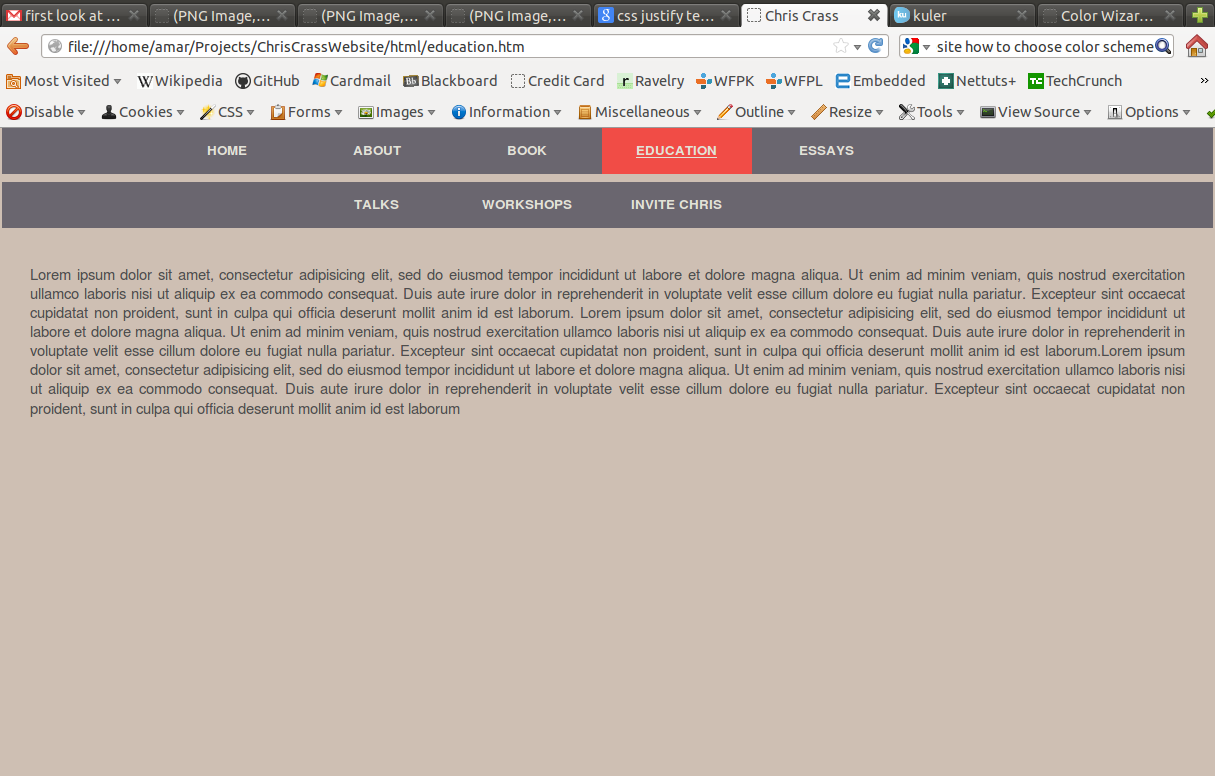 first look at ... (PNG Image,... (PNG Image,... (PNG Image,... css justify te... Chris Crass kuler Color Wizar...
file:///home/amar/Projects/ChrisCrassWebsite/html/education.htm site how to choose color scheme
Most Visited Wikipedia GitHub Cardmail Blackboard Credit Card Ravelry WFPK WFPL Embedded Nettuts+ TechCrunch »
Disable Cookies CSS Forms Images Information Miscellaneous Outline Resize Tools View Source Options
HOME ABOUT BOOK EDUCATION ESSAYS
TALKS WORKSHOPS INVITE CHRIS
Lorem ipsum dolor sit amet, consectetur adipisicing elit, sed do eiusmod tempor incididunt ut labore et dolore magna aliqua. Ut enim ad minim veniam, quis nostrud exercitation
ullamco laboris nisi ut aliquip ex ea commodo consequat. Duis aute irure dolor in reprehenderit in voluptate velit esse cillum dolore eu fugiat nulla pariatur. Excepteur sint occaecat
cupidatat non proident, sunt in culpa qui officia deserunt mollit anim id est laborum. Lorem ipsum dolor sit amet, consectetur adipisicing elit, sed do eiusmod tempor incididunt ut
labore et dolore magna aliqua. Ut enim ad minim veniam, quis nostrud exercitation ullamco laboris nisi ut aliquip ex ea commodo consequat. Duis aute irure dolor in reprehenderit in
voluptate velit esse cillum dolore eu fugiat nulla pariatur. Excepteur sint occaecat cupidatat non proident, sunt in culpa qui officia deserunt mollit anim id est laborum.Lorem ipsum
dolor sit amet, consectetur adipisicing elit, sed do eiusmod tempor incididunt ut labore et dolore magna aliqua. Ut enim ad minim veniam, quis nostrud exercitation ullamco laboris nisi
ut aliquip ex ea commodo consequat. Duis aute irure dolor in reprehenderit in voluptate velit esse cillum dolore eu fugiat nulla pariatur. Excepteur sint occaecat cupidatat non
proident, sunt in culpa qui officia deserunt mollit anim id est laborum